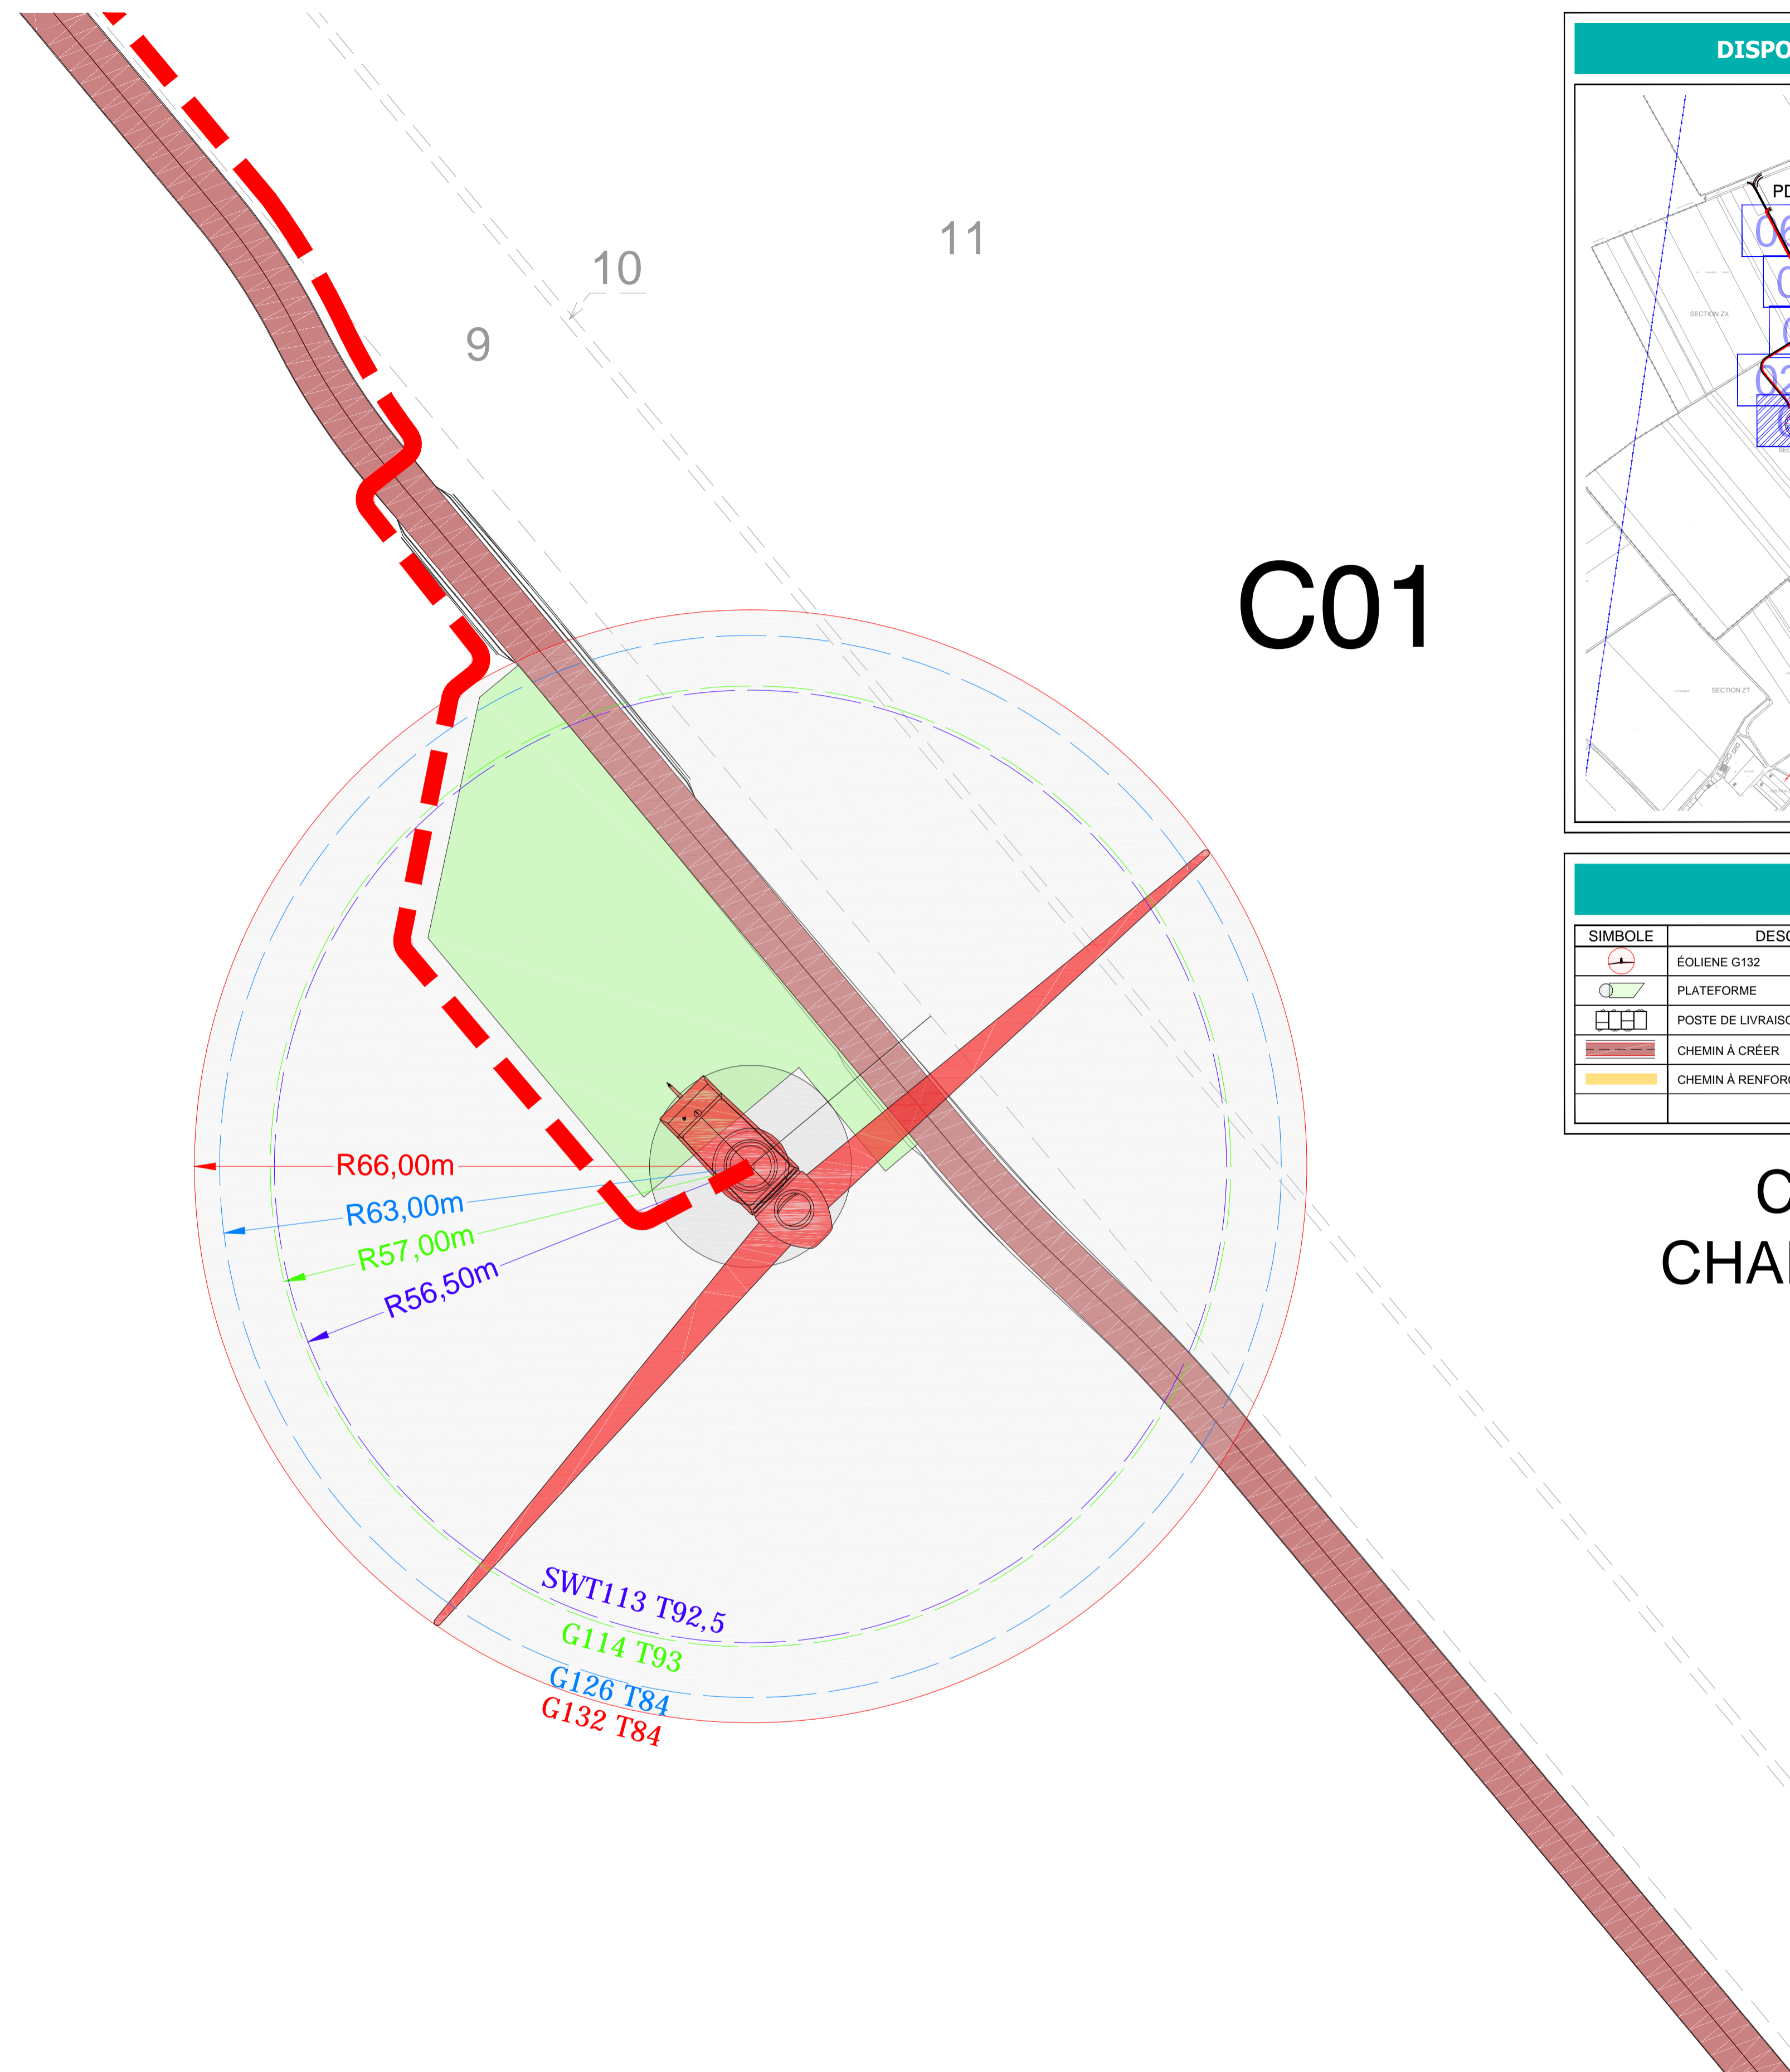 11
10
9
C01
R66,00m
R63,00m
R57,00m
R56,50m
SWT113 T92,5
G114 T93
G126 T84
G132 T84
DISPO
PD
06
SECTION ZX
02
SECTION ZT
SIMBOLE DESC
ÉOLIENE G132
PLATEFORME
POSTE DE LIVRAISO
CHEMIN À CRÉER
CHEMIN À RENFOR
C
CHA